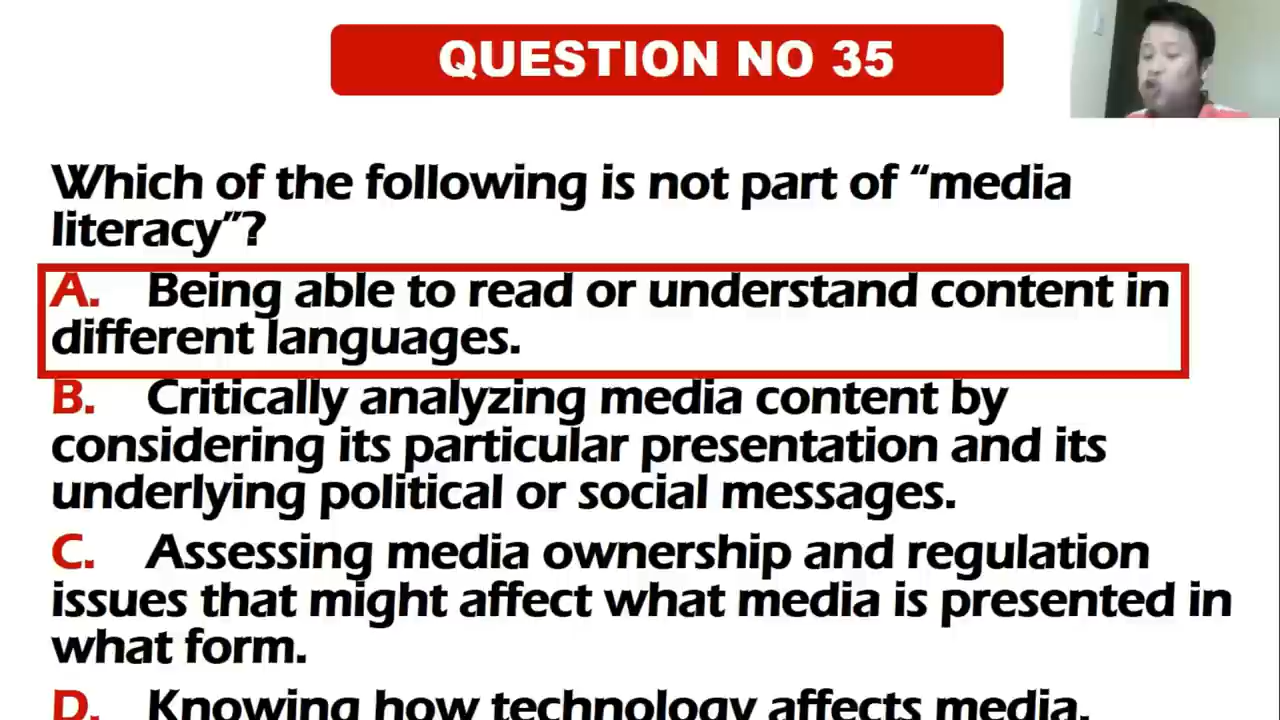 QUESTION NO 35
Which of the following is not part of “media
literacy”?
A. Being able to read or understand content in
different languages.
B. Critically analyzing media content by
considering its particular presentation and its
underlying political or social messages.
C. Assessing media ownership and regulation
issues that might affect what media is presented in
what form.
D. Knowing how technology affects media.